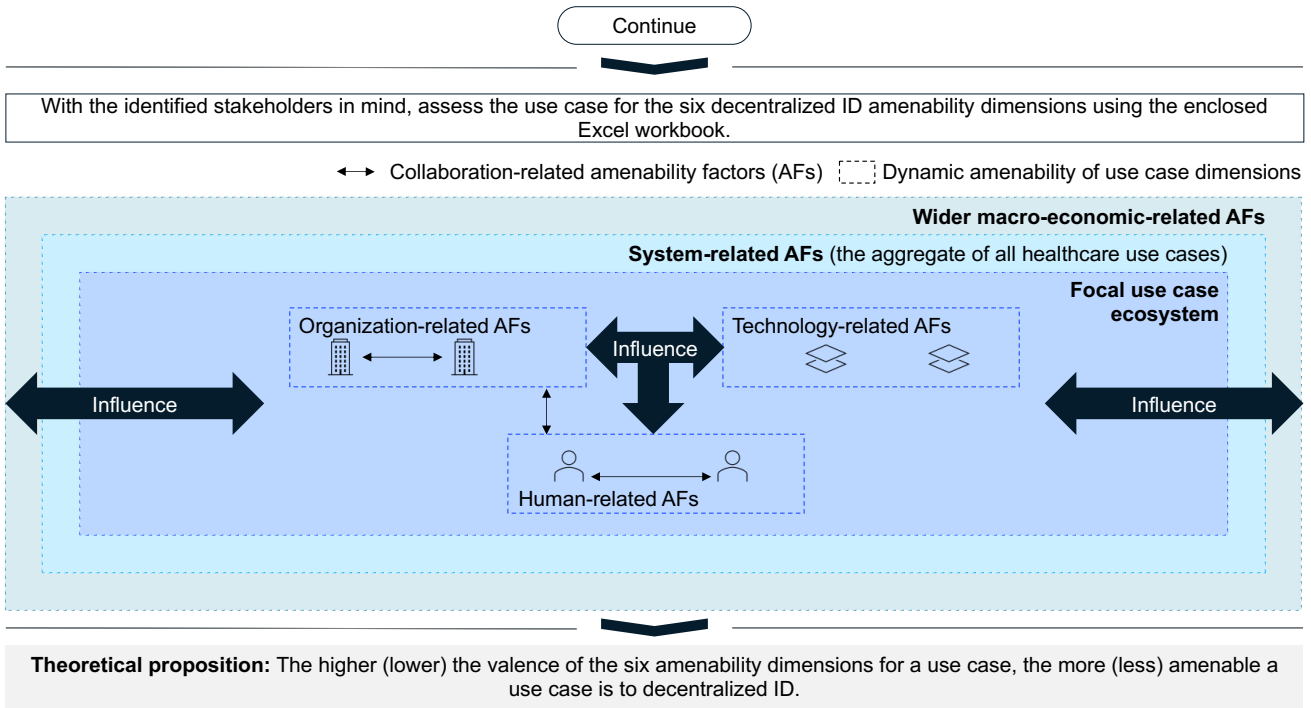 Continue
With the identified stakeholders in mind, assess the use case for the six decentralized ID amenability dimensions using the enclosed
Excel workbook.
Collaboration-related amenability factors (AFs)
Dynamic amenability of use case dimensions
Wider macro-economic-related AFs
System-related AFs (the aggregate of all healthcare use cases)
Focal use case
ecosystem
Organization-related AFs
Influence
Technology-related AFs
Influence
Influence
Human-related AFs
Theoretical proposition: The higher (lower) the valence of the six amenability dimensions for a use case, the more (less) amenable a
use case is to decentralized ID.